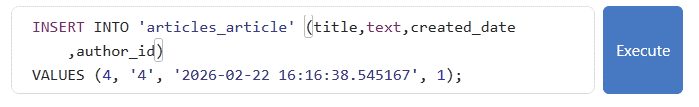 INSERT INTO 'articles_article' (title,text,created_date
,author_id)
VALUES (4, '4', '2026-02-22 16:16:38.545167', 1);
Execute